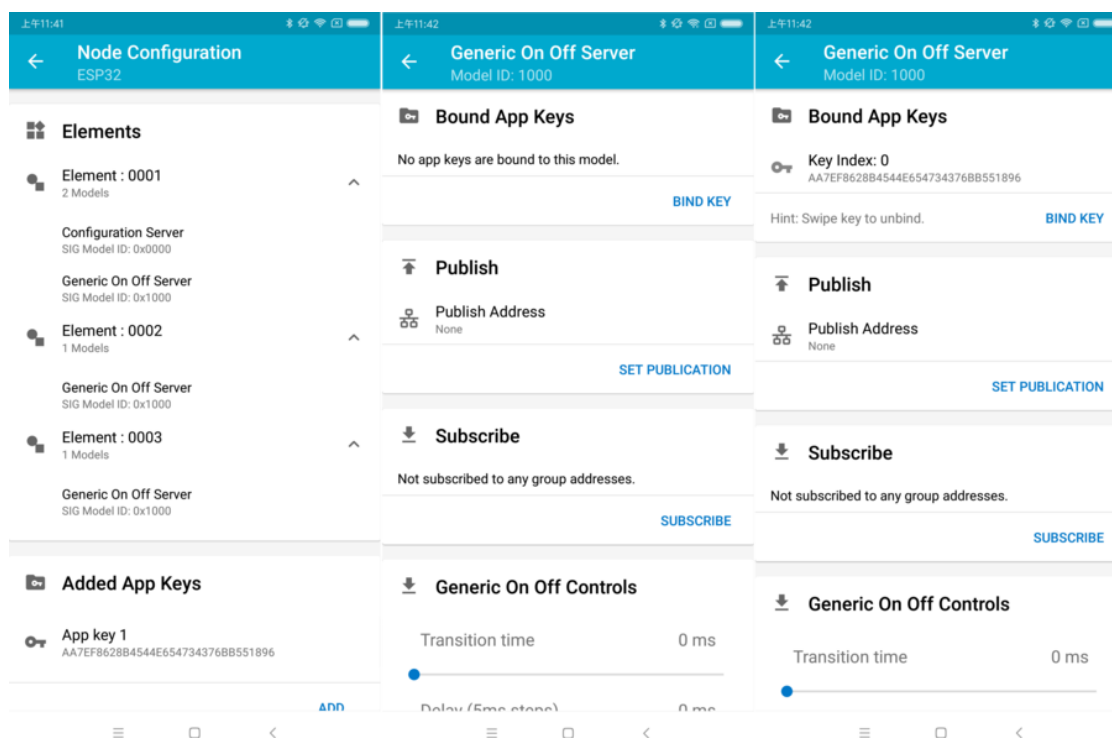 上午11:41
Node Configuration
ESP32
Elements
Element : 0001
2 Models
Configuration Server
SIG Model ID: 0x0000
Generic On Off Server
SIG Model ID: 0x1000
Element : 0002
1 Models
Generic On Off Server
SIG Model ID: 0x1000
Element : 0003
1 Models
Generic On Off Server
SIG Model ID: 0x1000
Added App Keys
App key 1
AA7EF8628B4544E654734376BB551896
ADD
上午11:42
Generic On Off Server
Model ID: 1000
Bound App Keys
No app keys are bound to this model.
BIND KEY
Publish
Publish Address
None
SET PUBLICATION
Subscribe
Not subscribed to any group addresses.
SUBSCRIBE
Generic On Off Controls
Transition time 0 ms
Delay (5ms steps) 0 ms
上午11:42
Generic On Off Server
Model ID: 1000
Bound App Keys
Key Index: 0
AA7EF8628B4544E654734376BB551896
Hint: Swipe key to unbind. BIND KEY
Publish
Publish Address
None
SET PUBLICATION
Subscribe
Not subscribed to any group addresses.
SUBSCRIBE
Generic On Off Controls
Transition time 0 ms